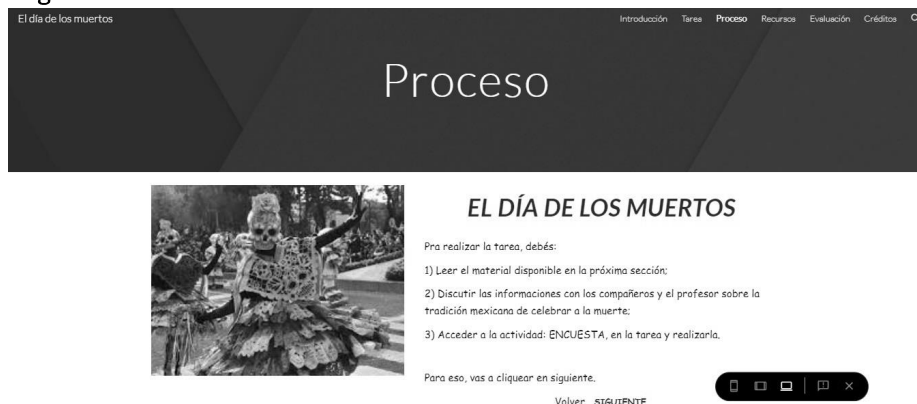 El día de los muertos
Introducción Tarea Proceso Recursos Evaluación Créditos
Proceso
EL DÍA DE LOS MUERTOS
Pra realizar la tarea, debés:
1) Leer el material disponible en la próxima sección;
2) Discutir las informaciones con los compañeros y el profesor sobre la
tradición mexicana de celebrar a la muerte;
3) Acceder a la actividad: ENCUESTA, en la tarea y realizarla.
Para eso, vas a cliquear en siguiente.
Volver SIGUIENTE